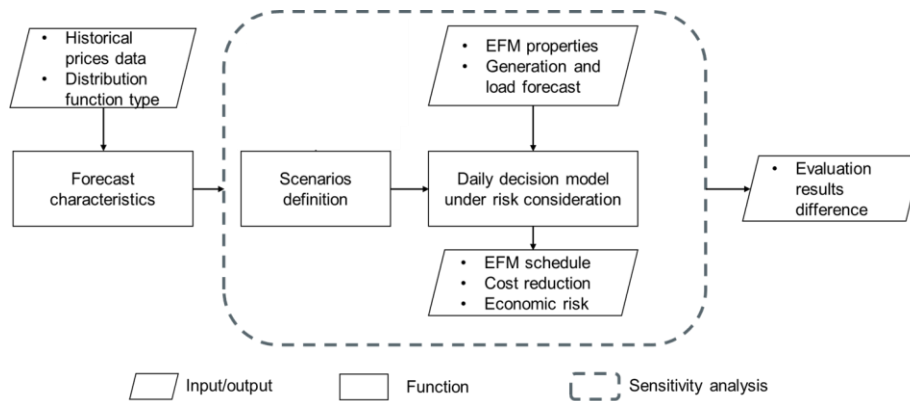 • Historical
prices data
• Distribution
function type
Forecast
characteristics
Scenarios
definition
• EFM properties
• Generation and
load forecast
Daily decision model
under risk consideration
• EFM schedule
• Cost reduction
• Economic risk
• Evaluation
results
difference
Input/output
Function
Sensitivity analysis